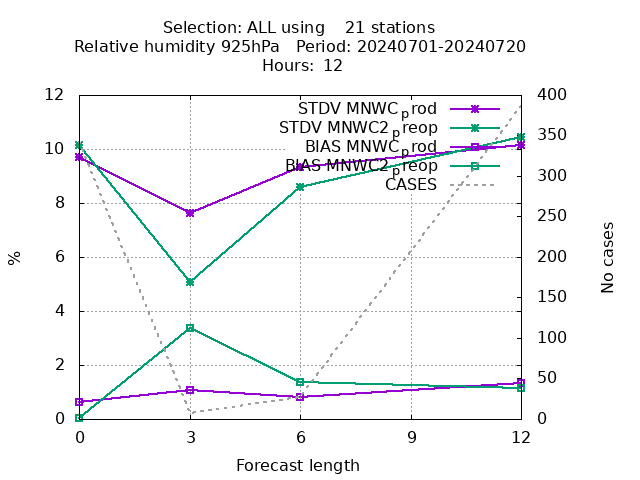 Selection: ALL using 21 stations
Relative humidity 925hPa Period: 20240701-20240720
Hours: 12
12
10
8
6
4
2
0
%
STDV MNWC_prod
STDV MNWC2_preop
BIAS MNWC_prod
BIAS MNWC2_preop
CASES
400
350
300
250
200
150
100
50
0
No cases
0 3 6 9 12
Forecast length